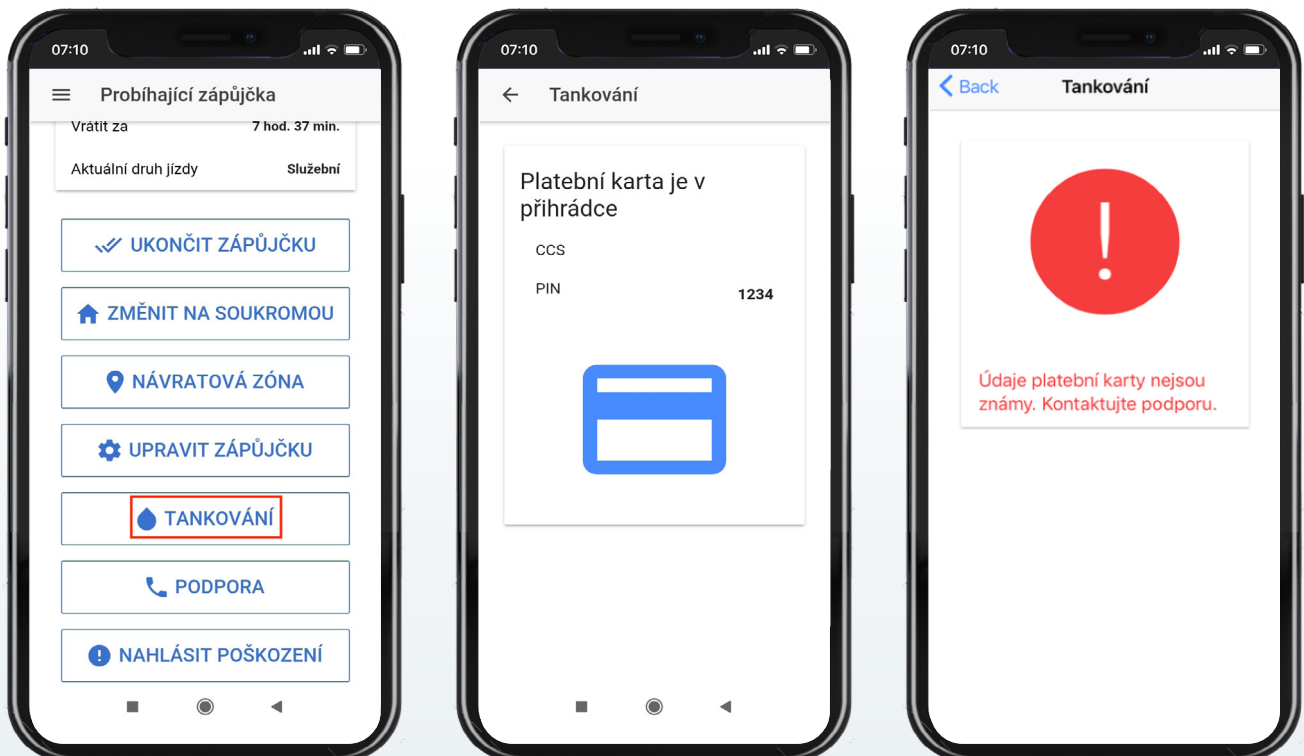 07:10
Probíhající zápůjčka
Vrátit za 7 hod. 37 min.
Aktuální druh jízdy Služební
UKONČIT ZÁPŮJČKU
ZMĚNIT NA SOUKROMOU
NÁVRATOVÁ ZÓNA
UPRAVIT ZÁPŮJČKU
TANKOVÁNÍ
PODPORA
NAHLÁSIT POŠKOZENÍ
07:10
Tankování
Platební karta je v
přihrádce
CCS
PIN 1234
07:10
Back Tankování
Údaje platební karty nejsou
známy. Kontaktujte podporu.